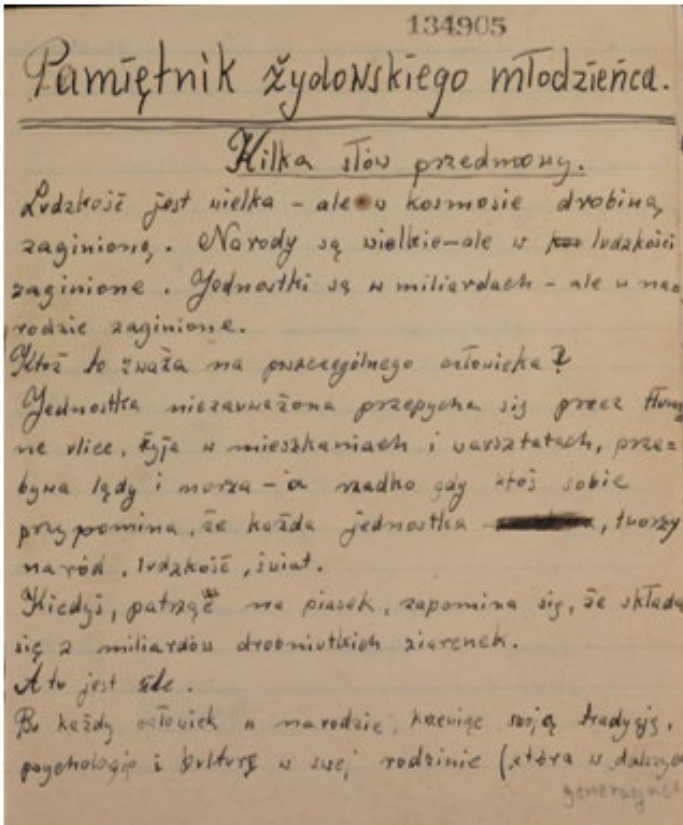 134905
Pamiętnik żydowskiego młodzieńca.
Kilka słów przedmowy.
Ludzkość jest wielka – ale w kosmosie drobiną
zaginioną. Narody są wielkie – ale w ludzkości
zaginione. Jednostki są w miliardach – ale w na=
rodzie zaginione.
Któż to zważa na poszczególnego człowieka?
Jednostka niezauważona przepycha się przez tłum
ne ulice, żyje w mieszkaniach i warsztatach, prze=
bywa lądy i morza – a rzadko gdy ktoś sobie
przypomina, że każda jednostka , tworzy
naród, ludzkość, świat.
Kiedyś, patrząc na piasek, zapomina się, że składa
się z miliardów drobniutkich ziarenek.
A tu jest źle.
Bo każdy człowiek w narodzie, krzewiąc swoją tradycję,
psychologię i kulturę w swej rodzinie (która w dalszych
generacjach